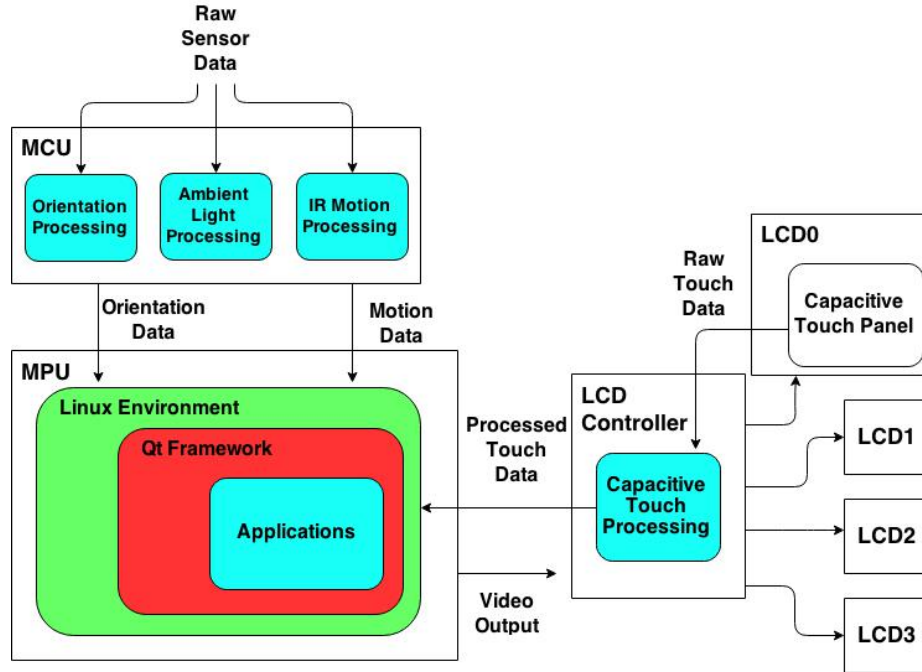 Raw
Sensor
Data
MCU
Orientation
Processing
Ambient
Light
Processing
IR Motion
Processing
Orientation
Data
Motion
Data
MPU
Linux Environment
Qt Framework
Applications
Processed
Touch
Data
Video
Output
LCD
Controller
Capacitive
Touch
Processing
Raw
Touch
Data
LCD0
Capacitive
Touch Panel
LCD1
LCD2
LCD3